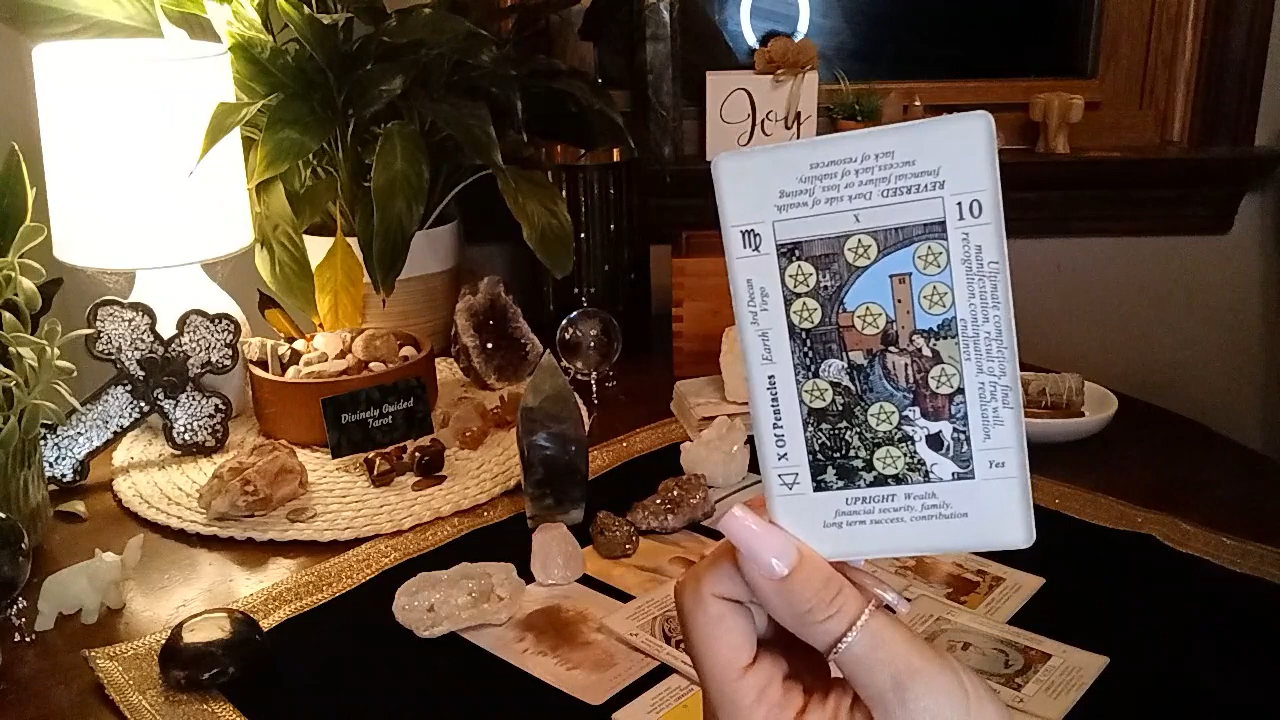 Joy
REVERSED: Dark side of wealth,
financial failure or loss, fleeting
success, lack of stability,
lack of resources
X
10
♍
3rd Decan
Virgo
Earth
X Of Pentacles
Ultimate completion, final
manifestation, result of true will,
recognition, continuation, realisation,
endlines
Yes
UPRIGHT: Wealth,
financial security, family,
long term success, contribution
Divinely Guided
Tarot